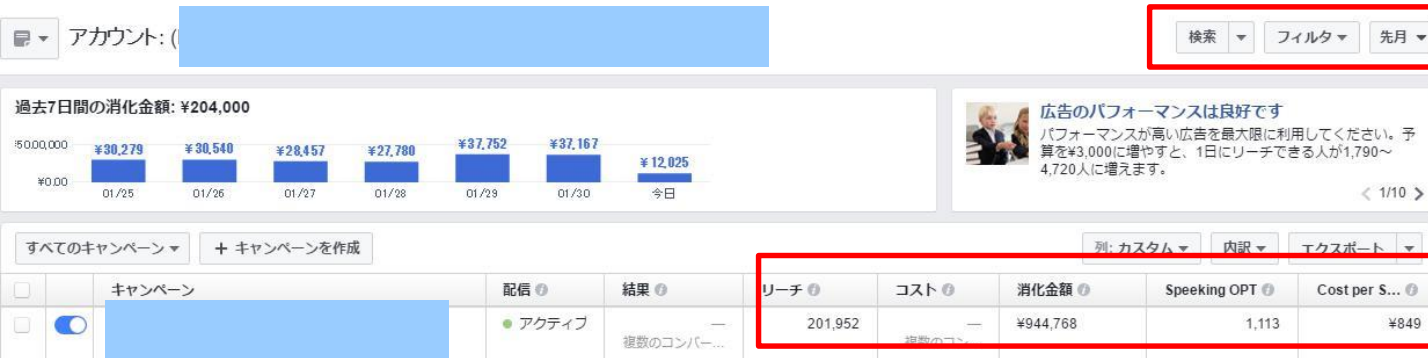 アカウント: (
検索
フィルタ
先月
過去7日間の消化金額: ¥204,000
¥30,279
¥30,540
¥28,457
¥27,780
¥37,752
¥37,167
¥12,025
¥0.00
01/25
01/26
01/27
01/28
01/29
01/30
今日
広告のパフォーマンスは良好です
パフォーマンスが高い広告を最大限に利用してください。予
算を¥3,000に増やすと、1日にリーチできる人が1,790～
4,720人に増えます。
< 1/10 >
すべてのキャンペーン
+ キャンペーンを作成
列: カスタム
内訳
エクスポート
キャンペーン
配信
結果
リーチ
コスト
消化金額
Speeking OPT
Cost per S...
アクティブ
—
複数のコンバー...
201,952
—
複数のコン
¥944,768
1,113
¥849